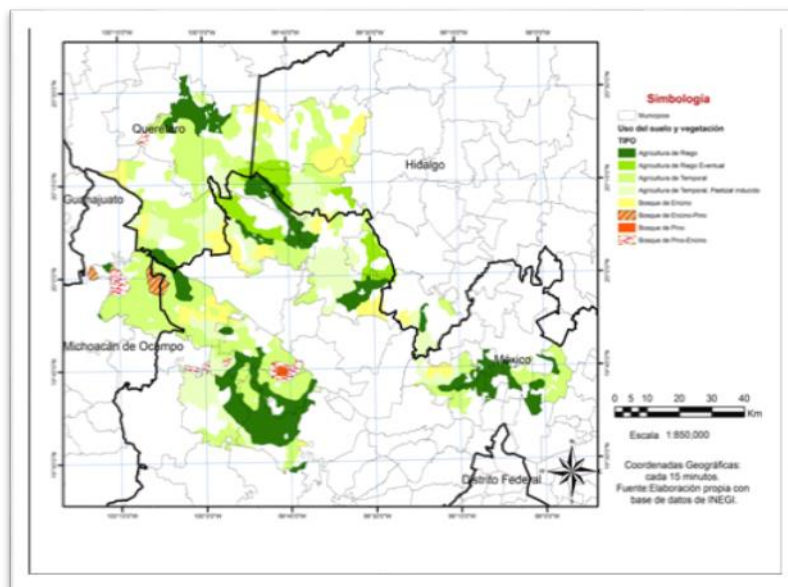 Querétaro
Hidalgo
Guanajuato
Michoacán de Ocampo
México
Distrito Federal
Simbología
Municipios
Uso del suelo y vegetación
TIPO
Agricultura de Riego
Agricultura de Riego Eventual
Agricultura de Temporal
Agricultura de Temporal, Pastizal inducido
Bosque de Encino
Bosque de Encino-Pino
Bosque de Pino
Bosque de Pino-Encino
0 5 10 20 30 40
Km
Escala 1:850,000
Coordenadas Geográficas:
cada 15 minutos.
Fuente:Elaboración propia con
base de datos de INEGI.